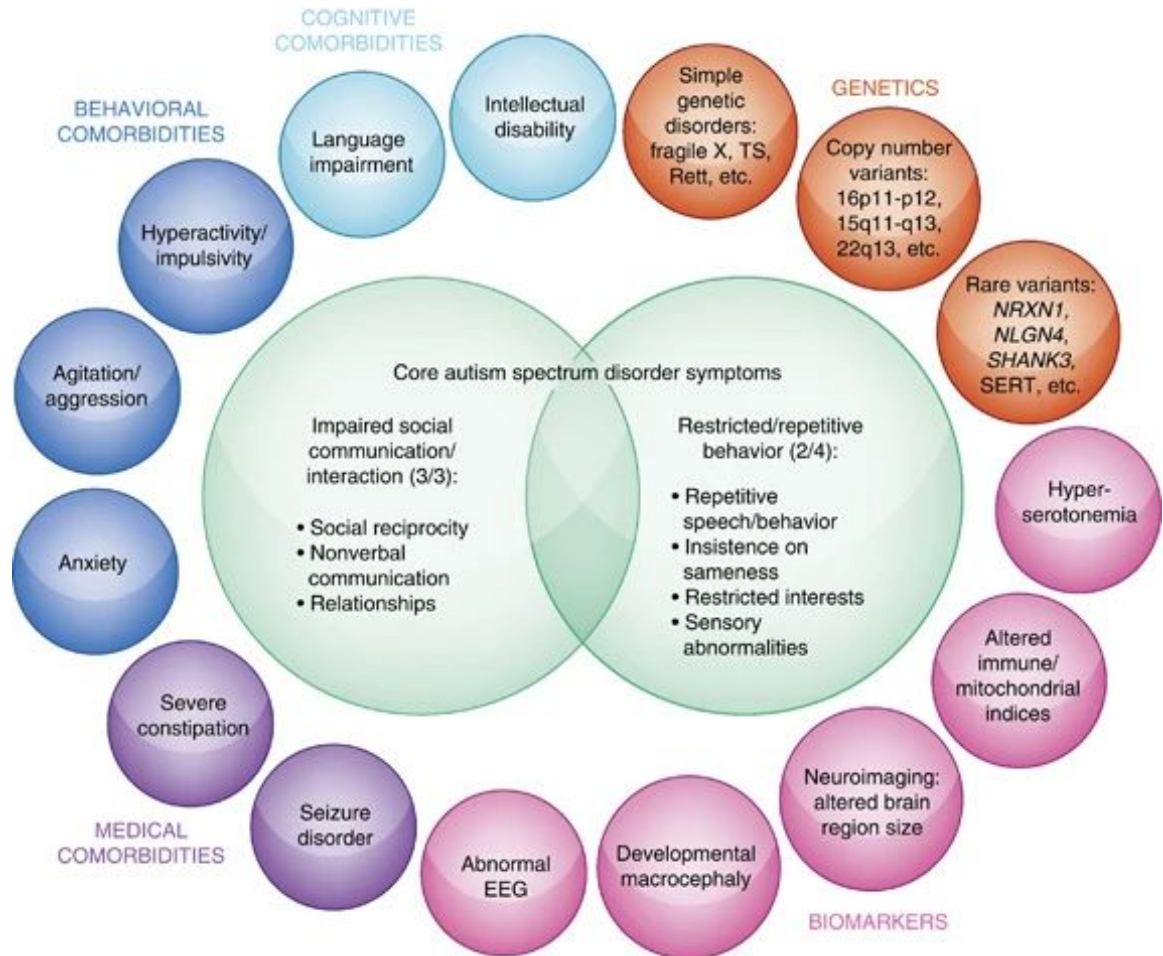 COGNITIVE
COMORBIDITIES
BEHAVIORAL
COMORBIDITIES
Language
impairment
Intellectual
disability
Simple
genetic
disorders:
fragile X, TS,
Rett, etc.
GENETICS
Copy number
variants:
16p11-p12,
15q11-q13,
22q13, etc.
Rare variants:
NRXN1,
NLGN4,
SHANK3,
SERT, etc.
Hyperactivity/
impulsivity
Agitation/
aggression
Anxiety
Core autism spectrum disorder symptoms
Impaired social
communication/
interaction (3/3):
• Social reciprocity
• Nonverbal
communication
• Relationships
Restricted/repetitive
behavior (2/4):
• Repetitive
speech/behavior
• Insistence on
sameness
• Restricted interests
• Sensory
abnormalities
Hyper-
serotonemia
Altered
immune/
mitochondrial
indices
Neuroimaging:
altered brain
region size
Developmental
macrocephaly
Abnormal
EEG
Seizure
disorder
Severe
constipation
MEDICAL
COMORBIDITIES
BIOMARKERS